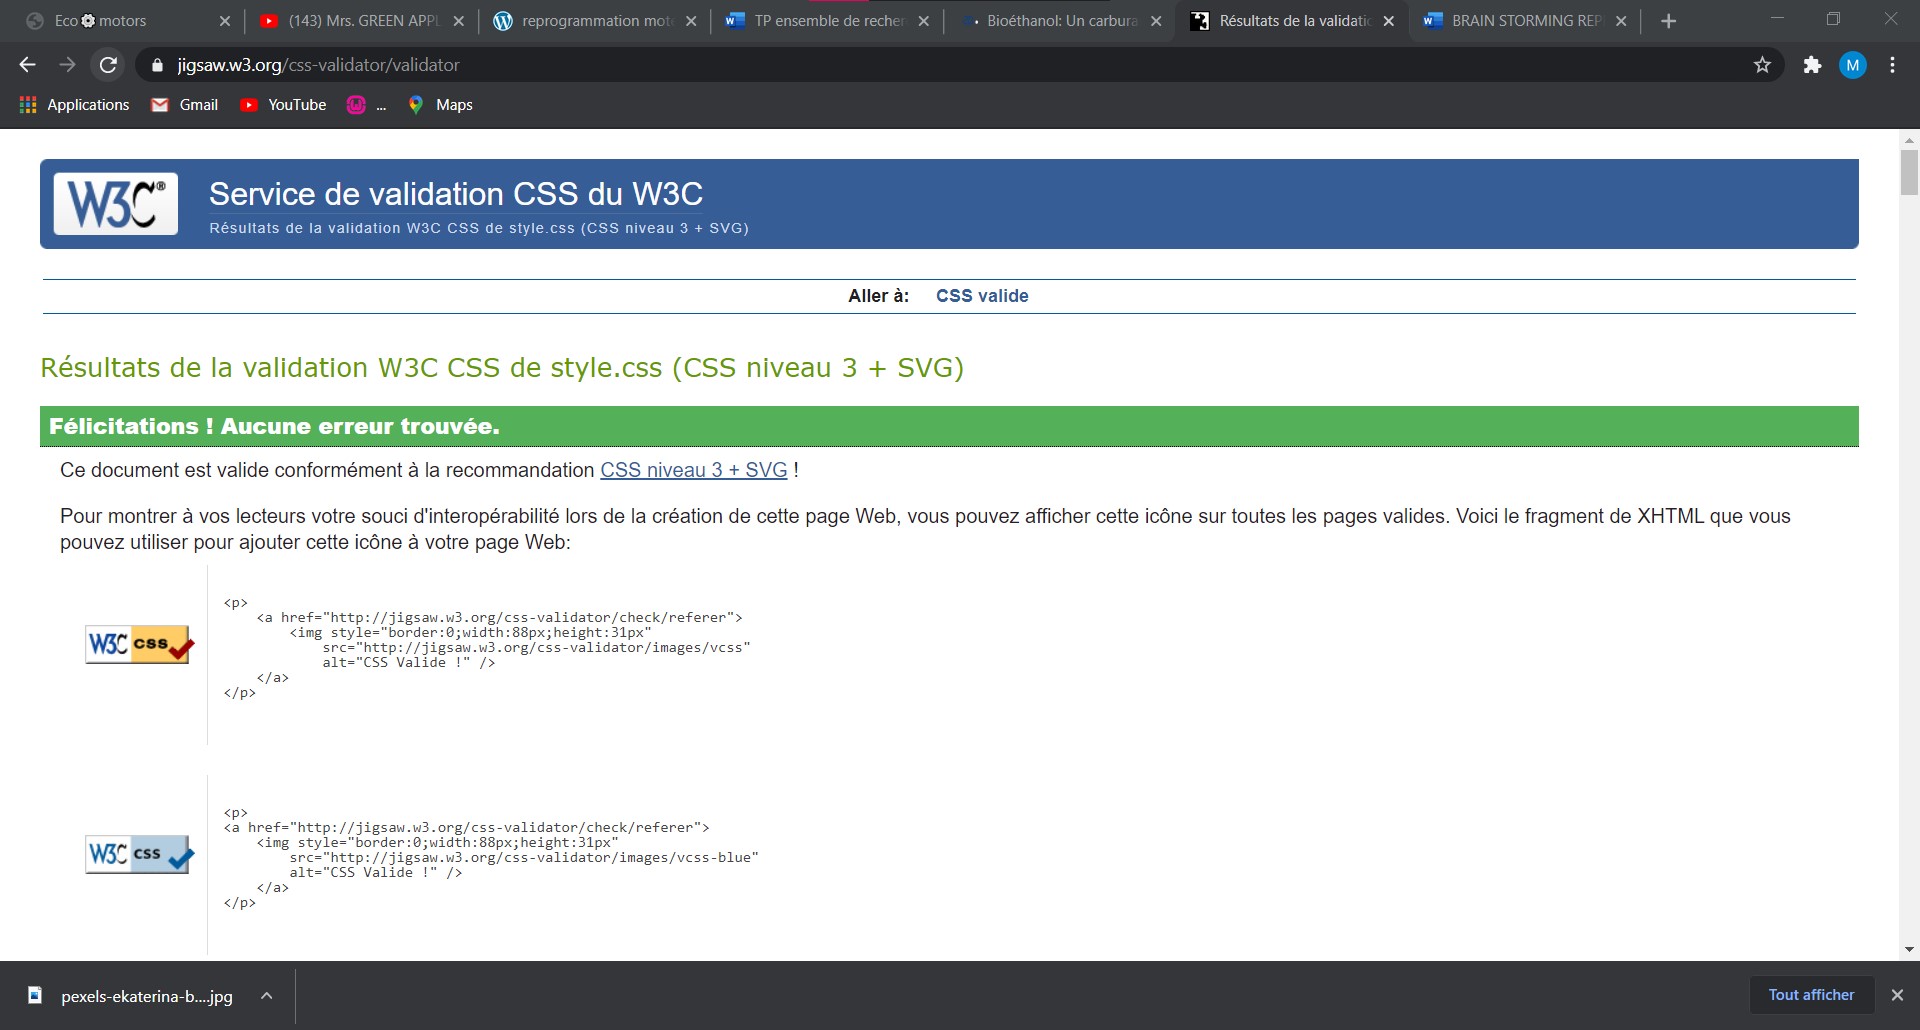 Eco motors
(143) Mrs. GREEN APPL
reprogrammation mote
TP ensemble de recher
Bioéthanol: Un carbura
Résultats de la validatio
BRAIN STORMING REP
jigsaw.w3.org/css-validator/validator
M
Applications
Gmail
YouTube
...
Maps
W3C®
Service de validation CSS du W3C
Résultats de la validation W3C CSS de style.css (CSS niveau 3 + SVG)
Aller à: CSS valide
Résultats de la validation W3C CSS de style.css (CSS niveau 3 + SVG)
Félicitations ! Aucune erreur trouvée.
Ce document est valide conformément à la recommandation CSS niveau 3 + SVG !
Pour montrer à vos lecteurs votre souci d'interopérabilité lors de la création de cette page Web, vous pouvez afficher cette icône sur toutes les pages valides. Voici le fragment de XHTML que vous
pouvez utiliser pour ajouter cette icône à votre page Web:
W3C css
<p>
<a href="http://jigsaw.w3.org/css-validator/check/referer">
<img style="border:0;width:88px;height:31px"
src="http://jigsaw.w3.org/css-validator/images/vcss"
alt="CSS Valide !" />
</a>
</p>
W3C css
<p>
<a href="http://jigsaw.w3.org/css-validator/check/referer">
<img style="border:0;width:88px;height:31px"
src="http://jigsaw.w3.org/css-validator/images/vcss-blue"
alt="CSS Valide !" />
</a>
</p>
pexels-ekaterina-b....jpg
Tout afficher